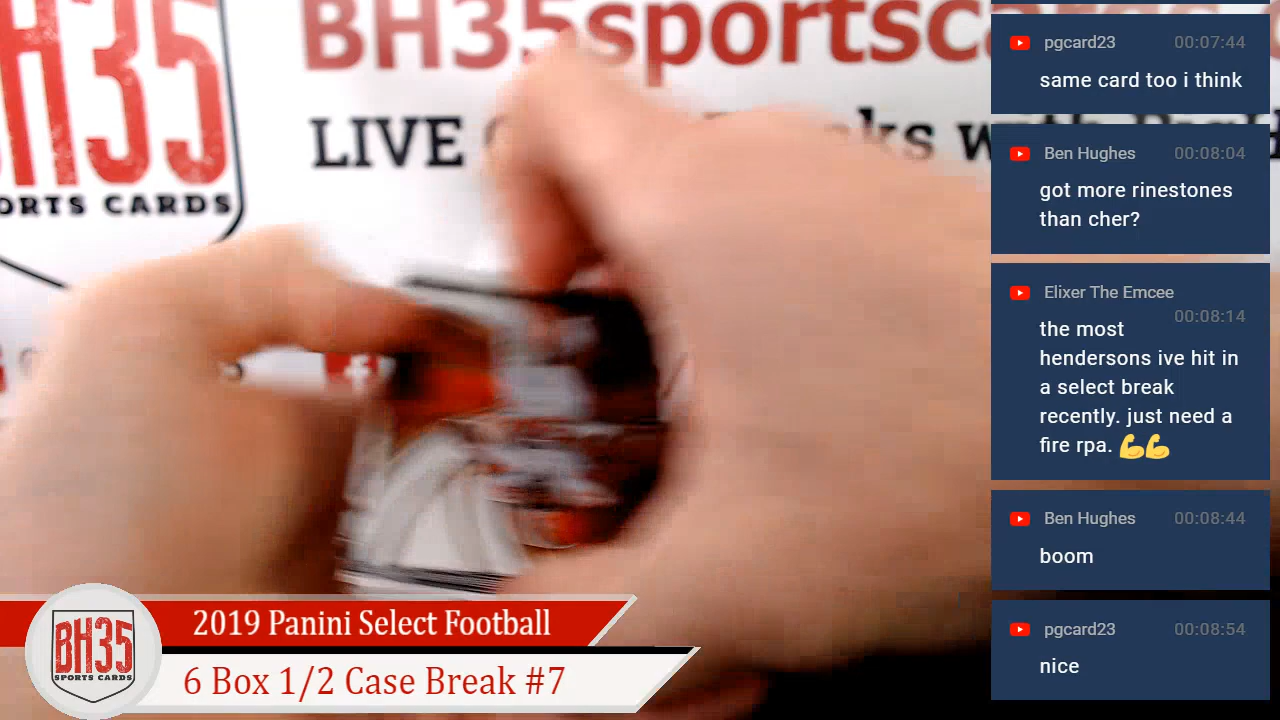 BH35sportsca
LIVE
with
H35
ORTS CARDS
pgcard23 00:07:44
same card too i think
Ben Hughes 00:08:04
got more rinestones
than cher?
Elixer The Emcee
00:08:14
the most
hendersons ive hit in
a select break
recently. just need a
fire rpa. 💪💪
Ben Hughes 00:08:44
boom
pgcard23 00:08:54
nice
2019 Panini Select Football
6 Box 1/2 Case Break #7
BH35
SPORTS CARDS